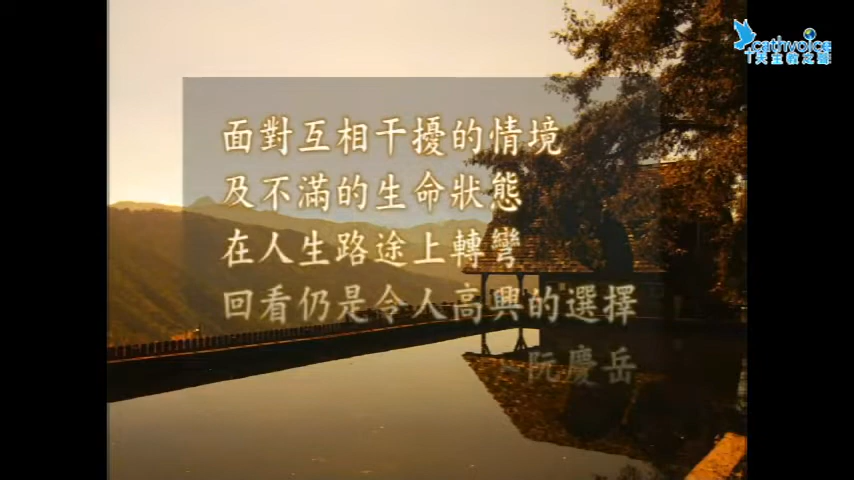 cathvoice
天主教之聲
面對互相干擾的情境
及不滿的生命狀態
在人生路途上轉彎
回看仍是令人高興的選擇
~阮慶岳